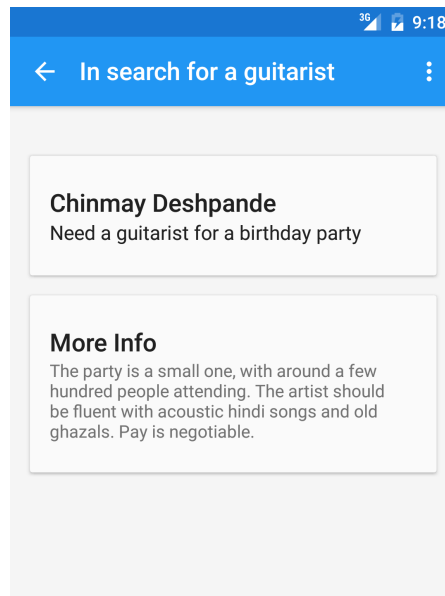 3G 9:18
In search for a guitarist
Chinmay Deshpande
Need a guitarist for a birthday party
More Info
The party is a small one, with around a few
hundred people attending. The artist should
be fluent with acoustic hindi songs and old
ghazals. Pay is negotiable.